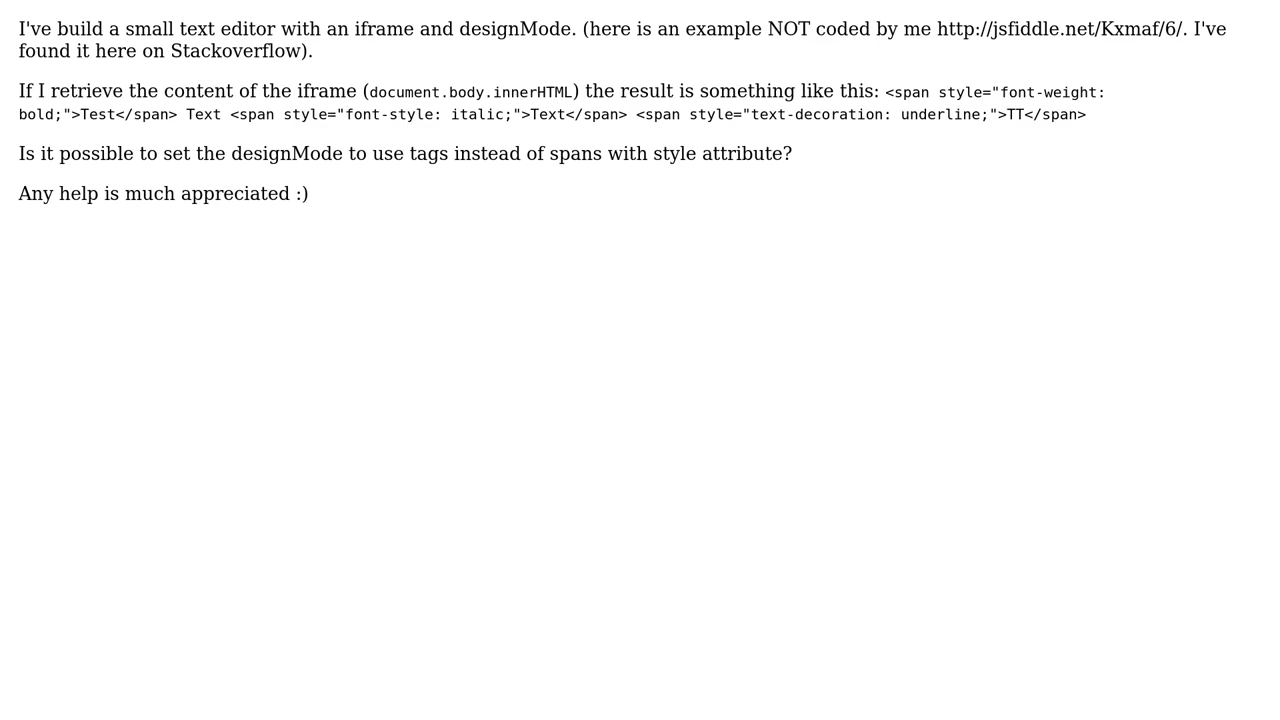 I've build a small text editor with an iframe and designMode. (here is an example NOT coded by me http://jsfiddle.net/Kxmaf/6/. I've
found it here on Stackoverflow).
If I retrieve the content of the iframe (document.body.innerHTML) the result is something like this: <span style="font-weight:
bold;">Test</span> Text <span style="font-style: italic;">Text</span> <span style="text-decoration: underline;">TT</span>
Is it possible to set the designMode to use tags instead of spans with style attribute?
Any help is much appreciated :)